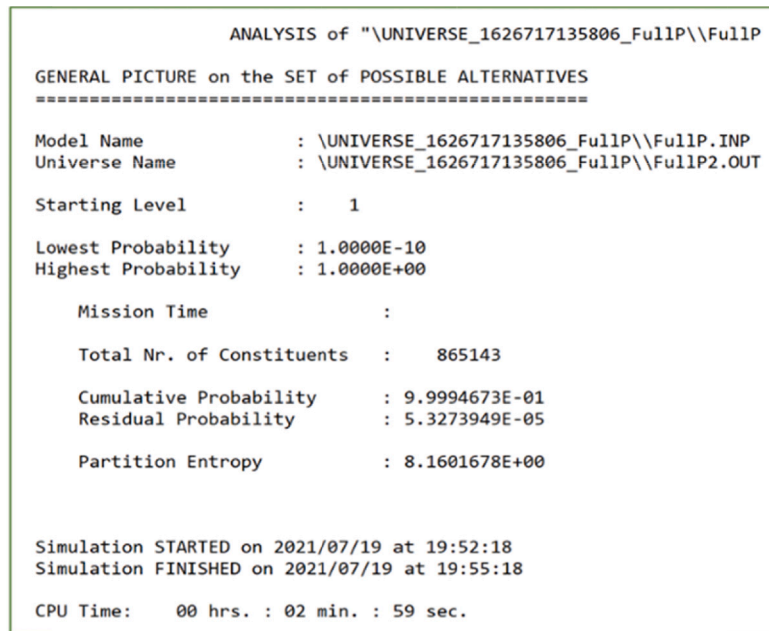 ANALYSIS of "\UNIVERSE_1626717135806_FullP\\FullP
GENERAL PICTURE on the SET of POSSIBLE ALTERNATIVES
===================================================
Model Name : \UNIVERSE_1626717135806_FullP\\FullP.INP
Universe Name : \UNIVERSE_1626717135806_FullP\\FullP2.OUT
Starting Level : 1
Lowest Probability : 1.0000E-10
Highest Probability : 1.0000E+00
Mission Time :
Total Nr. of Constituents : 865143
Cumulative Probability : 9.9994673E-01
Residual Probability : 5.3273949E-05
Partition Entropy : 8.1601678E+00
Simulation STARTED on 2021/07/19 at 19:52:18
Simulation FINISHED on 2021/07/19 at 19:55:18
CPU Time: 00 hrs. : 02 min. : 59 sec.